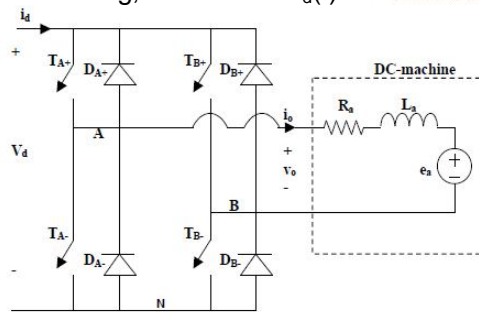 i_d
+
T_A+
D_A+
T_B+
D_B+
DC-machine
i_o
R_a
L_a
A
+
V_d
v_o
e_a
-
B
T_A-
D_A-
T_B-
D_B-
-
N